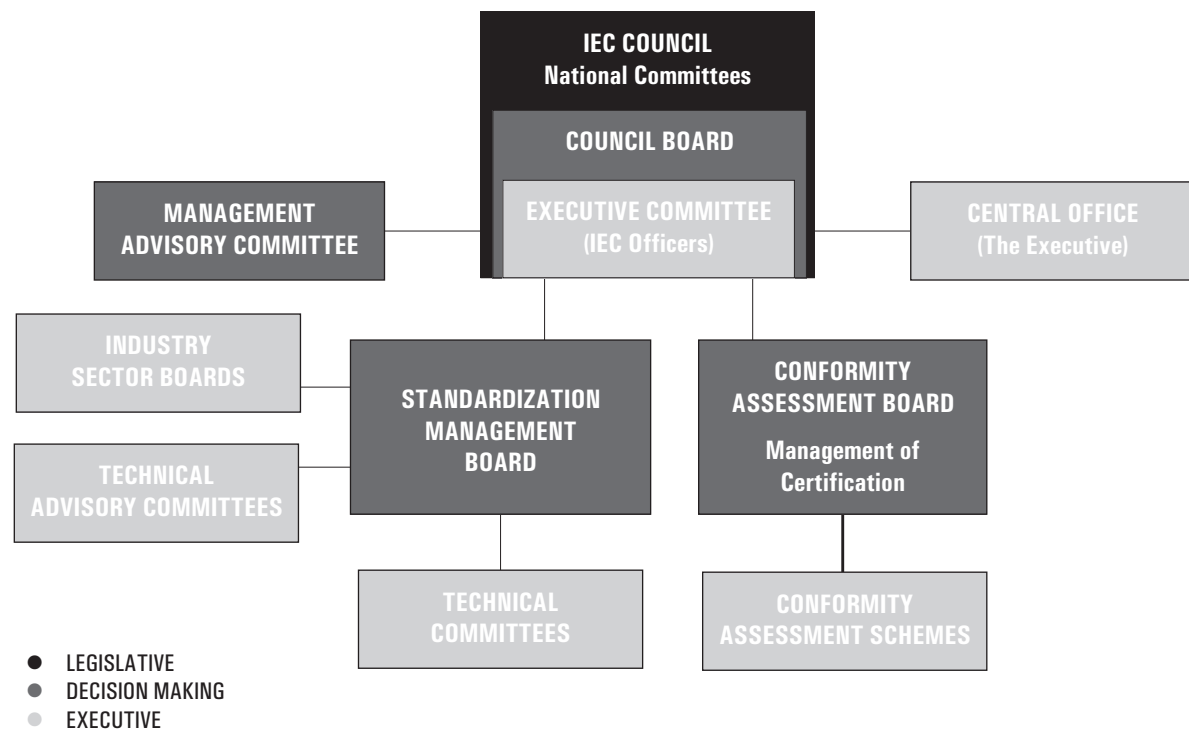 IEC COUNCIL
National Committees
COUNCIL BOARD
EXECUTIVE COMMITTEE
(IEC Officers)
MANAGEMENT
ADVISORY COMMITTEE
CENTRAL OFFICE
(The Executive)
INDUSTRY
SECTOR BOARDS
TECHNICAL
ADVISORY COMMITTEES
STANDARDIZATION
MANAGEMENT
BOARD
CONFORMITY
ASSESSMENT BOARD
Management of
Certification
TECHNICAL
COMMITTEES
CONFORMITY
ASSESSMENT SCHEMES
LEGISLATIVE
DECISION MAKING
EXECUTIVE